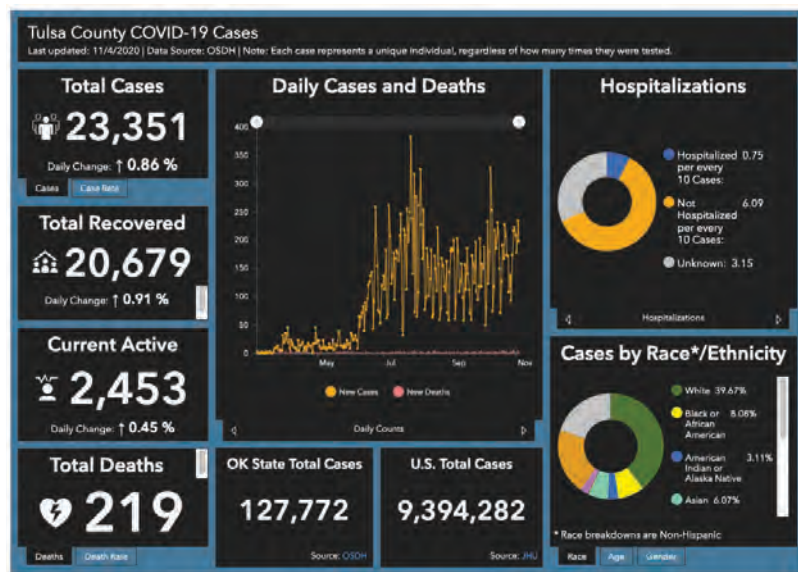 Tulsa County COVID-19 Cases
Last updated: 11/4/2020 | Data Source: OSDH | Note: Each case represents a unique individual, regardless of how many times they were tested.
Total Cases
23,351
Daily Change: ↑ 0.86 %
Cases
Case Rate
Total Recovered
20,679
Daily Change: ↑ 0.91 %
Current Active
2,453
Daily Change: ↑ 0.45 %
Total Deaths
219
Deaths
Death Rate
Daily Cases and Deaths
400
350
300
250
200
150
100
50
0
May
Jul
Sep
Nov
New Cases
New Deaths
Daily Counts
OK State Total Cases
127,772
Source: OSDH
U.S. Total Cases
9,394,282
Source: JHU
Hospitalizations
Hospitalized 0.75
per every
10 Cases:
Not 6.09
Hospitalized
per every
10 Cases:
Unknown: 3.15
Hospitalizations
Cases by Race*/Ethnicity
White 39.67%
Black or 8.08%
African
American
American 3.11%
Indian or
Alaska Native
Asian 6.07%
* Race breakdowns are Non-Hispanic
Race
Age
Gender